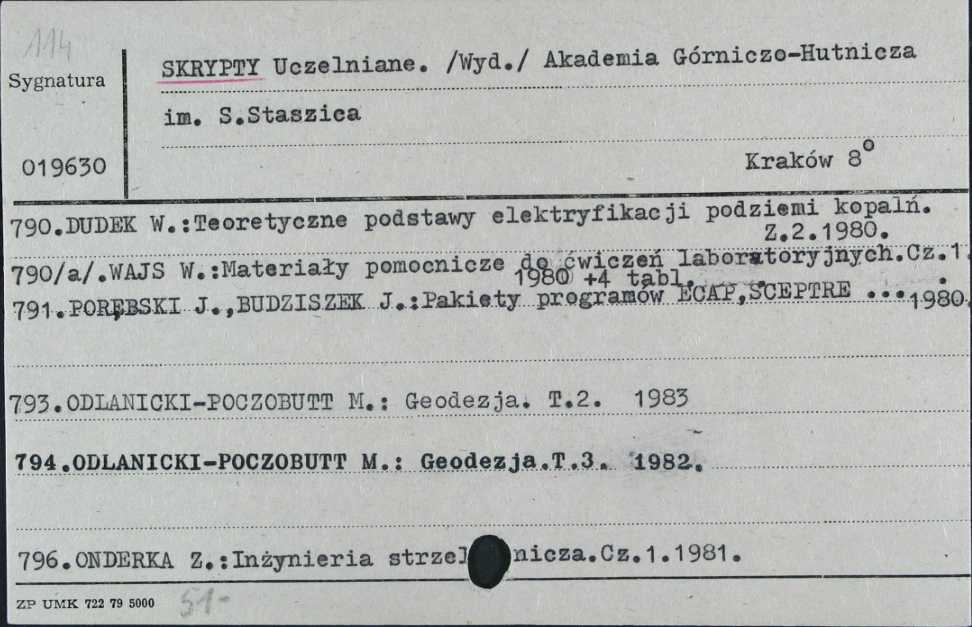 114
Sygnatura
SKRYPTY Uczelniane. /Wyd./ Akademia Górniczo-Hutnicza
im. S.Staszica
019630
Kraków 8°
790.DUDEK W.:Teoretyczne podstawy elektryfikacji podziemi kopalń.
Z.2.1980.
790/a/.WAJS W.:Materiały pomocnicze do ćwiczeń laboratoryjnych.Cz.1.
1980 +4 tabl.
791.PORĘBSKI J.,BUDZISZEK J.:Pakiety programów ECAP,SCEPTRE ... 1980.
793.ODLANICKI-POCZOBUTT M.: Geodezja. T.2. 1983
794.ODLANICKI-POCZOBUTT M.: Geodezja.T.3. 1982.
796.ONDERKA Z.:Inżynieria strzel nicza.Cz.1.1981.
ZP UMK 722 79 5000
51-